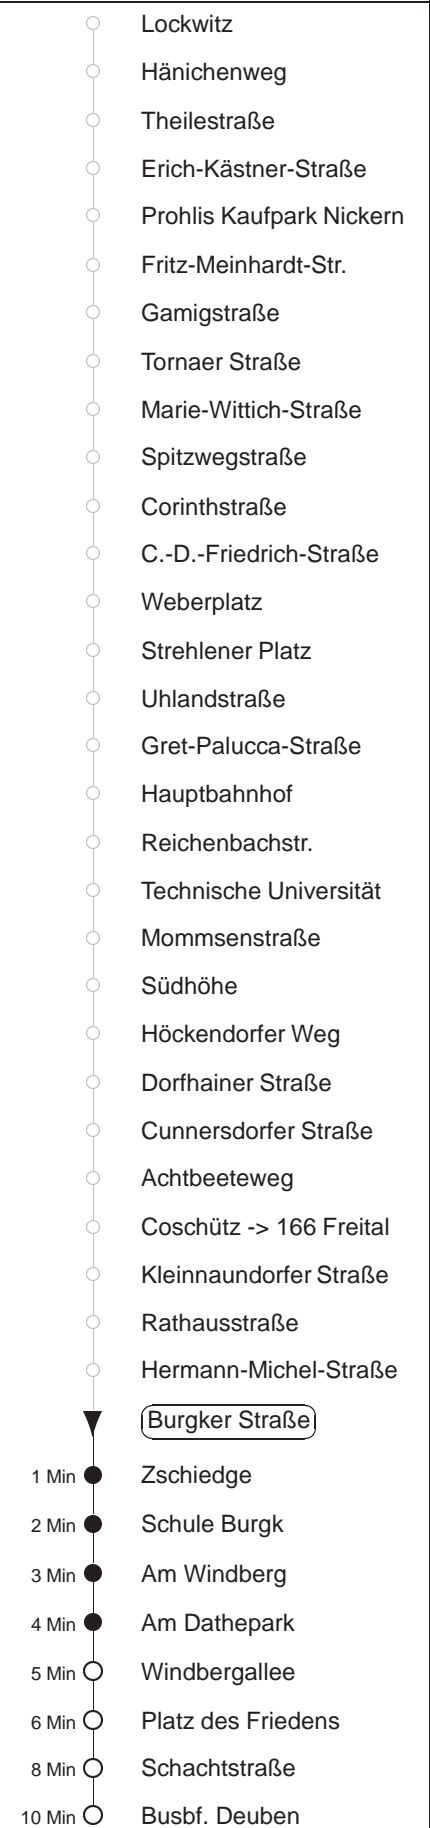 Lockwitz
Hänichenweg
Theilestraße
Erich-Kästner-Straße
Prohlis Kaufpark Nickern
Fritz-Meinhardt-Str.
Gamigstraße
Tornaer Straße
Marie-Wittich-Straße
Spitzwegstraße
Corinthstraße
C.-D.-Friedrich-Straße
Weberplatz
Strehlener Platz
Uhlandstraße
Gret-Palucca-Straße
Hauptbahnhof
Reichenbachstr.
Technische Universität
Mommsenstraße
Südhöhe
Höckendorfer Weg
Dorfhainer Straße
Cunnersdorfer Straße
Achtbeeteweg
Coschütz -> 166 Freital
Kleinnaundorfer Straße
Rathausstraße
Hermann-Michel-Straße
Burgker Straße
1 Min Zschiedge
2 Min Schule Burgk
3 Min Am Windberg
4 Min Am Dathepark
5 Min Windbergallee
6 Min Platz des Friedens
8 Min Schachtstraße
10 Min Busbf. Deuben